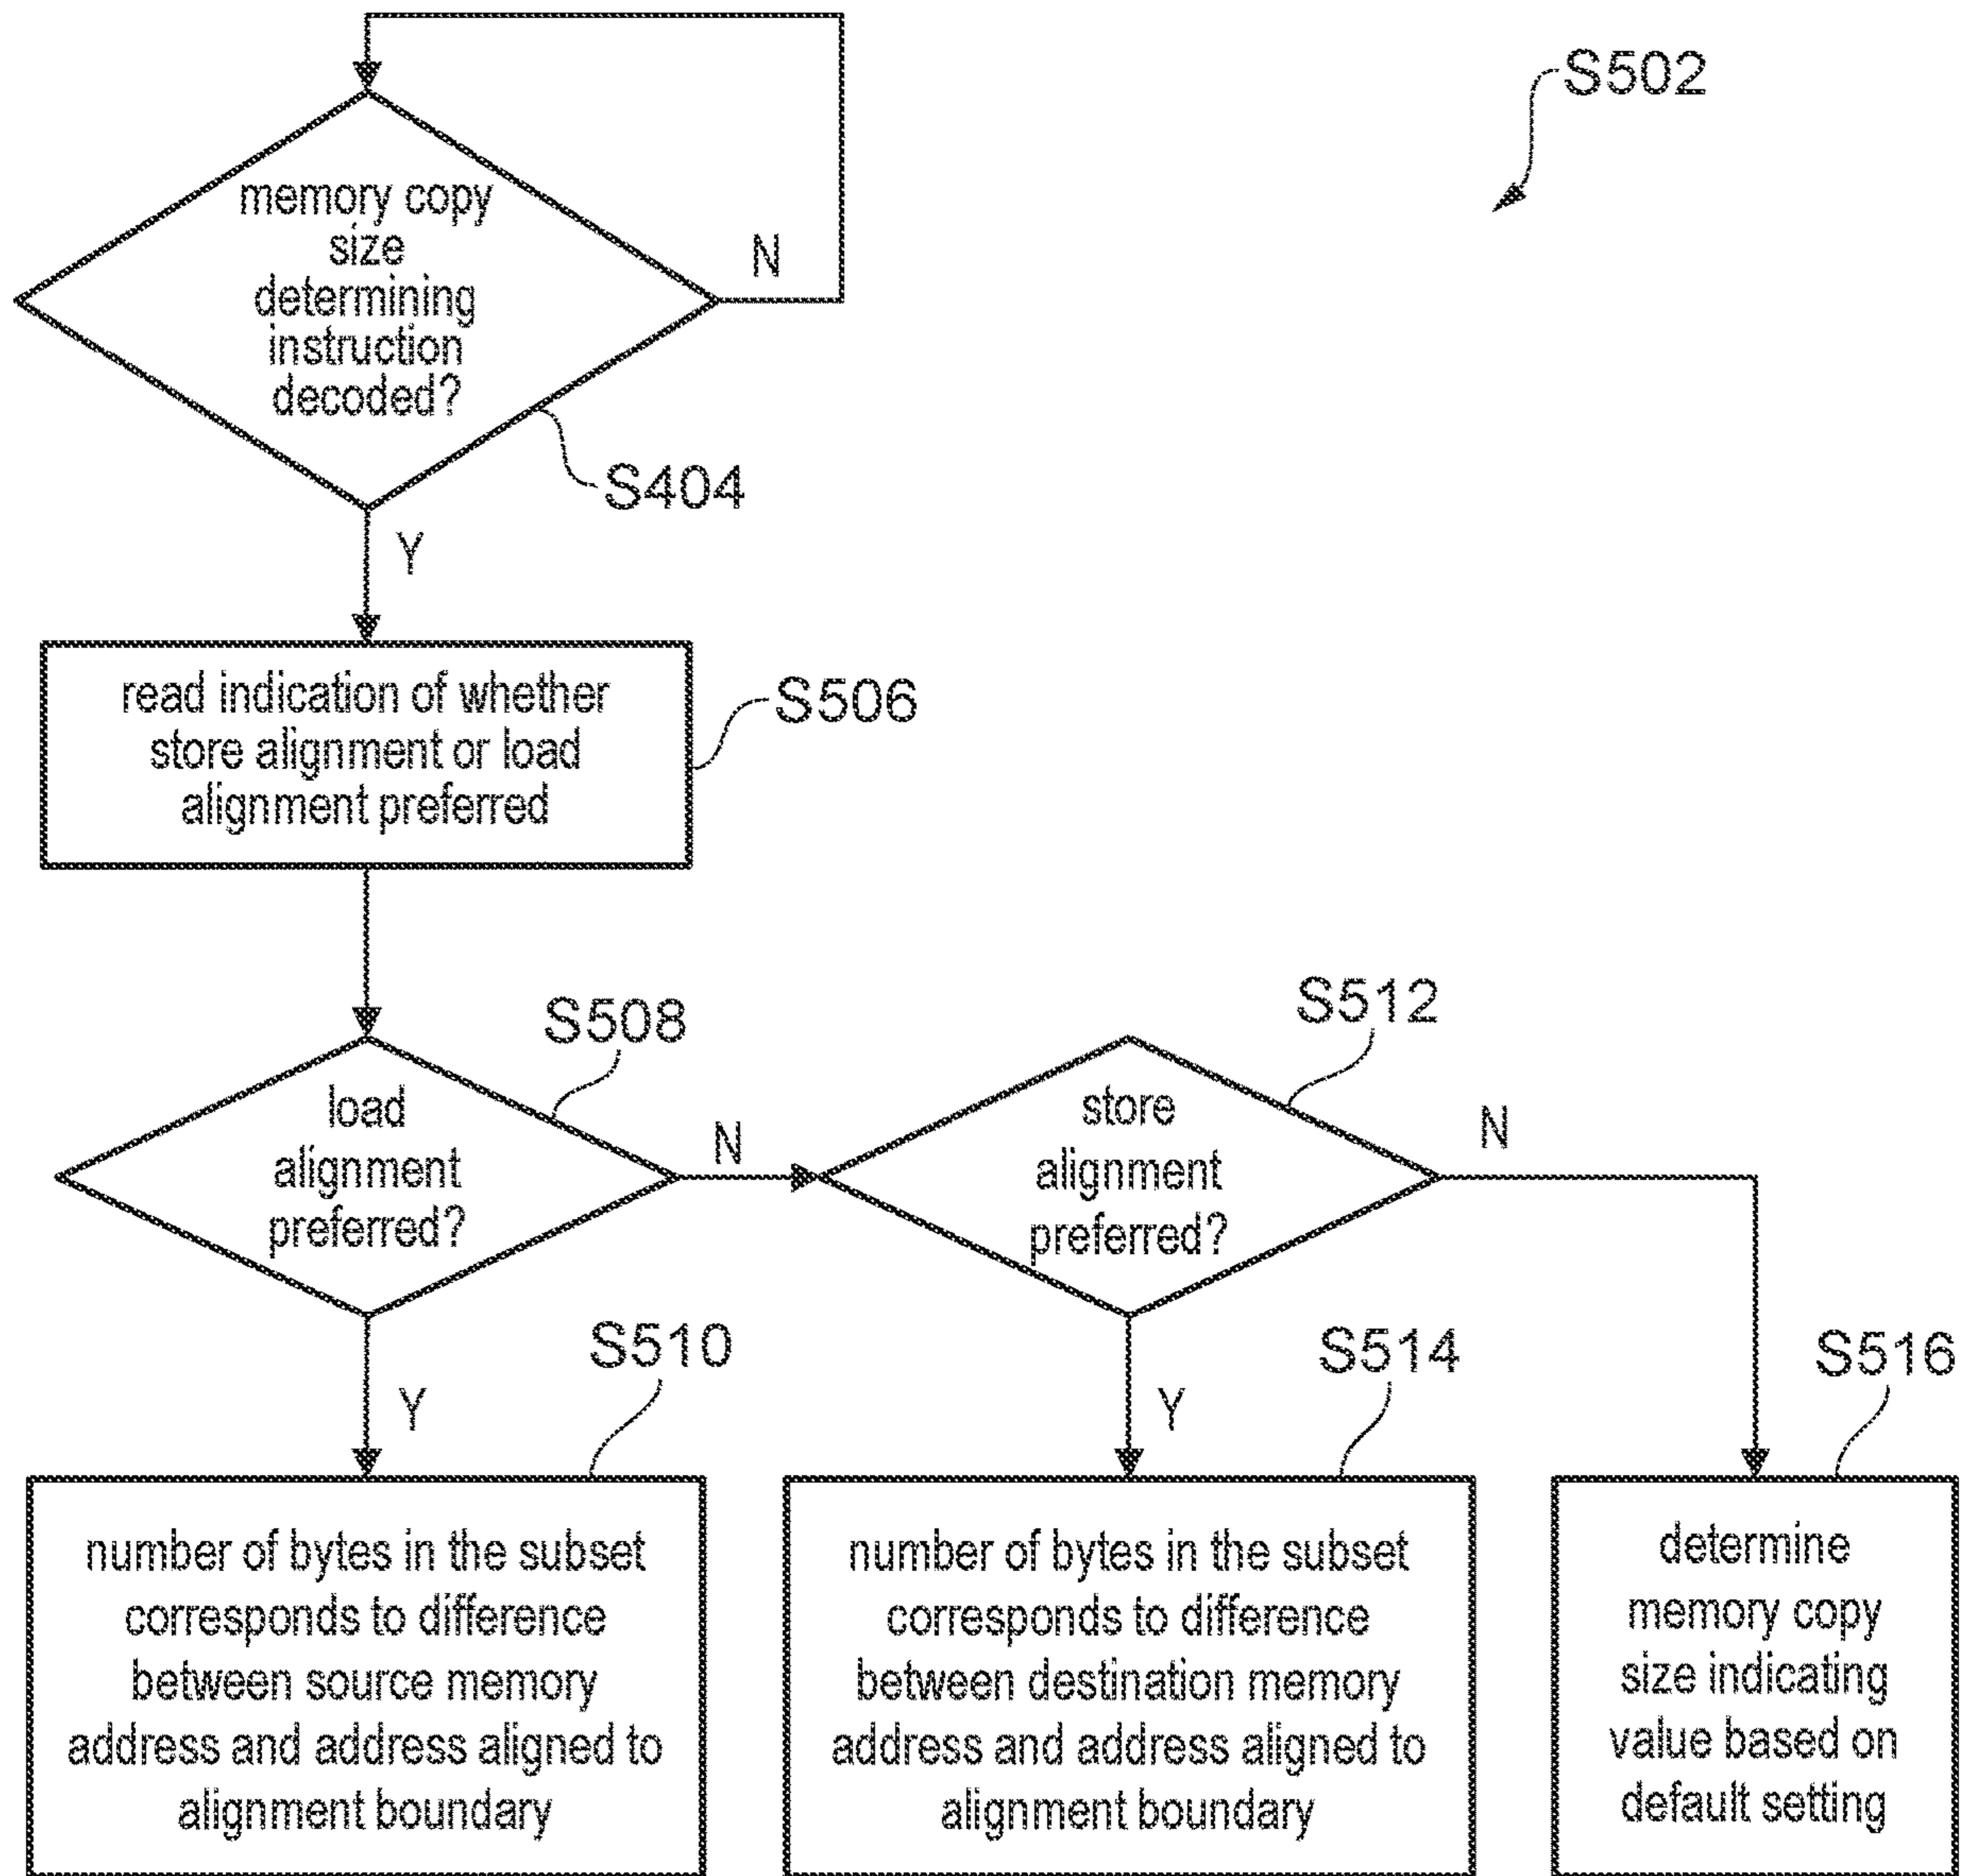 S502
memory copy
size
determining
instruction
decoded?
N
S404
Y
read indication of whether
store alignment or load
alignment preferred
S506
S508
load
alignment
preferred?
N
S512
store
alignment
preferred?
N
Y
S510
number of bytes in the subset
corresponds to difference
between source memory
address and address aligned to
alignment boundary
Y
S514
number of bytes in the subset
corresponds to difference
between destination memory
address and address aligned to
alignment boundary
S516
determine
memory copy
size indicating
value based on
default setting